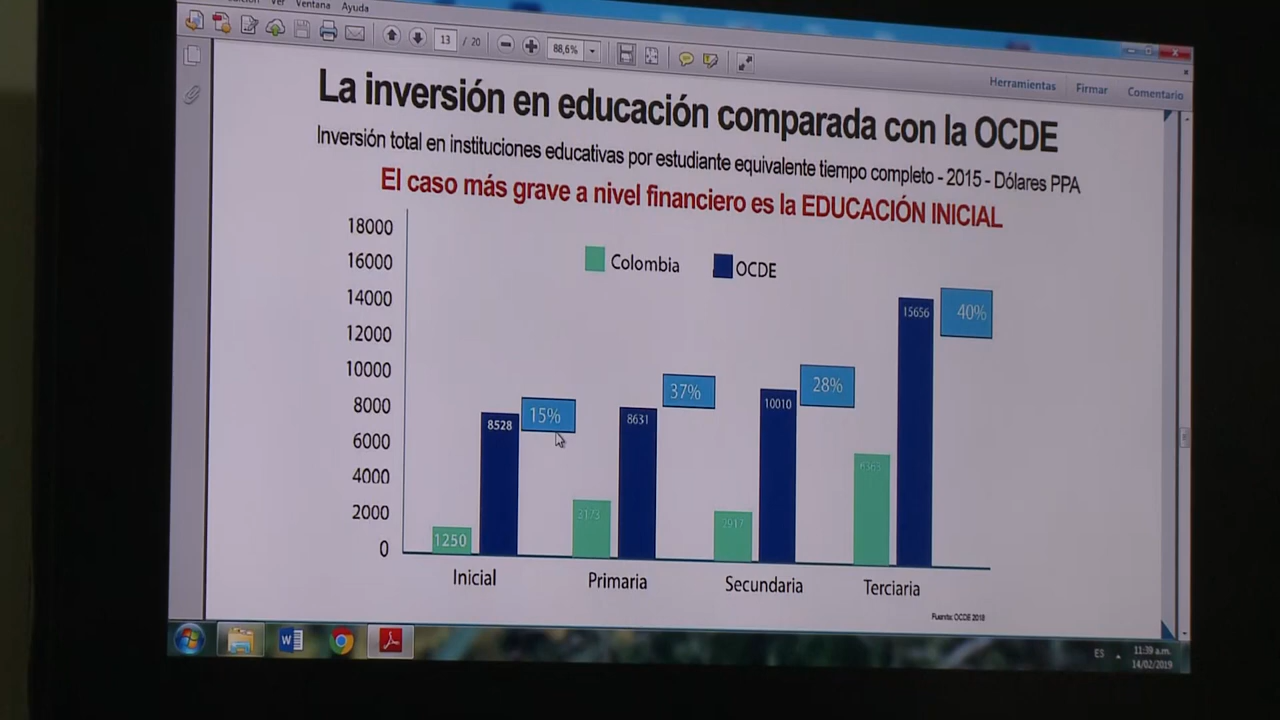 Ver Ventana Ayuda
13 / 20 88,6%
Herramientas Firmar Comentario
La inversión en educación comparada con la OCDE
Inversión total en instituciones educativas por estudiante equivalente tiempo completo - 2015 - Dólares PPA
El caso más grave a nivel financiero es la EDUCACIÓN INICIAL
Colombia OCDE
18000
16000
14000
12000
10000
8000
6000
4000
2000
0
1250 8528 15%
3173 8631 37%
2917 10010 28%
15656 40%
Inicial Primaria Secundaria Terciaria
Fuente: OCDE 2018
ES 11:39 a.m.
14/02/2019